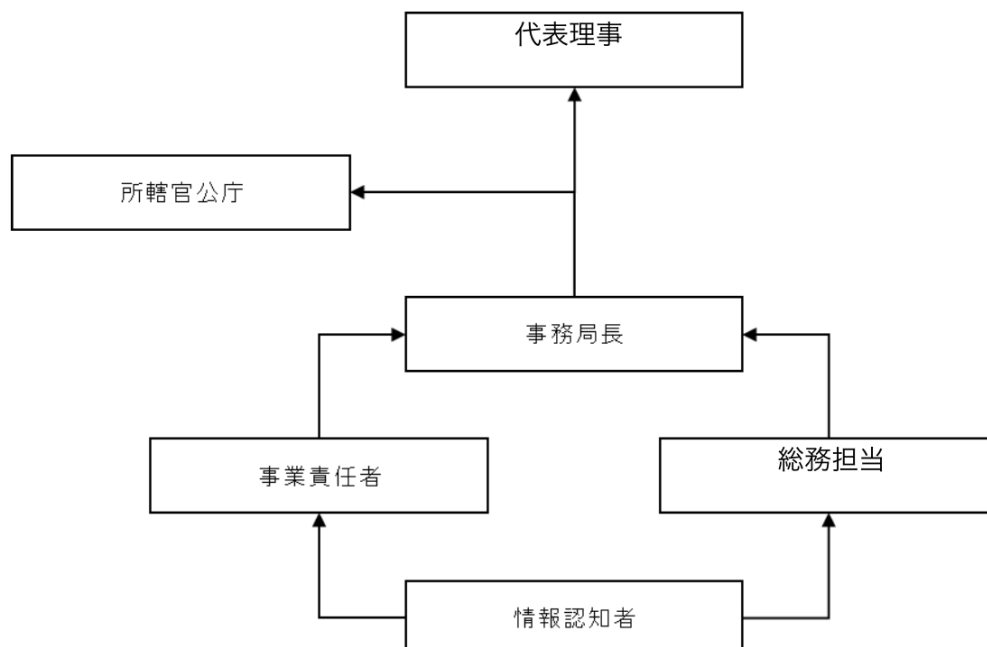 代表理事
所轄官公庁
事務局長
事業責任者
総務担当
情報認知者